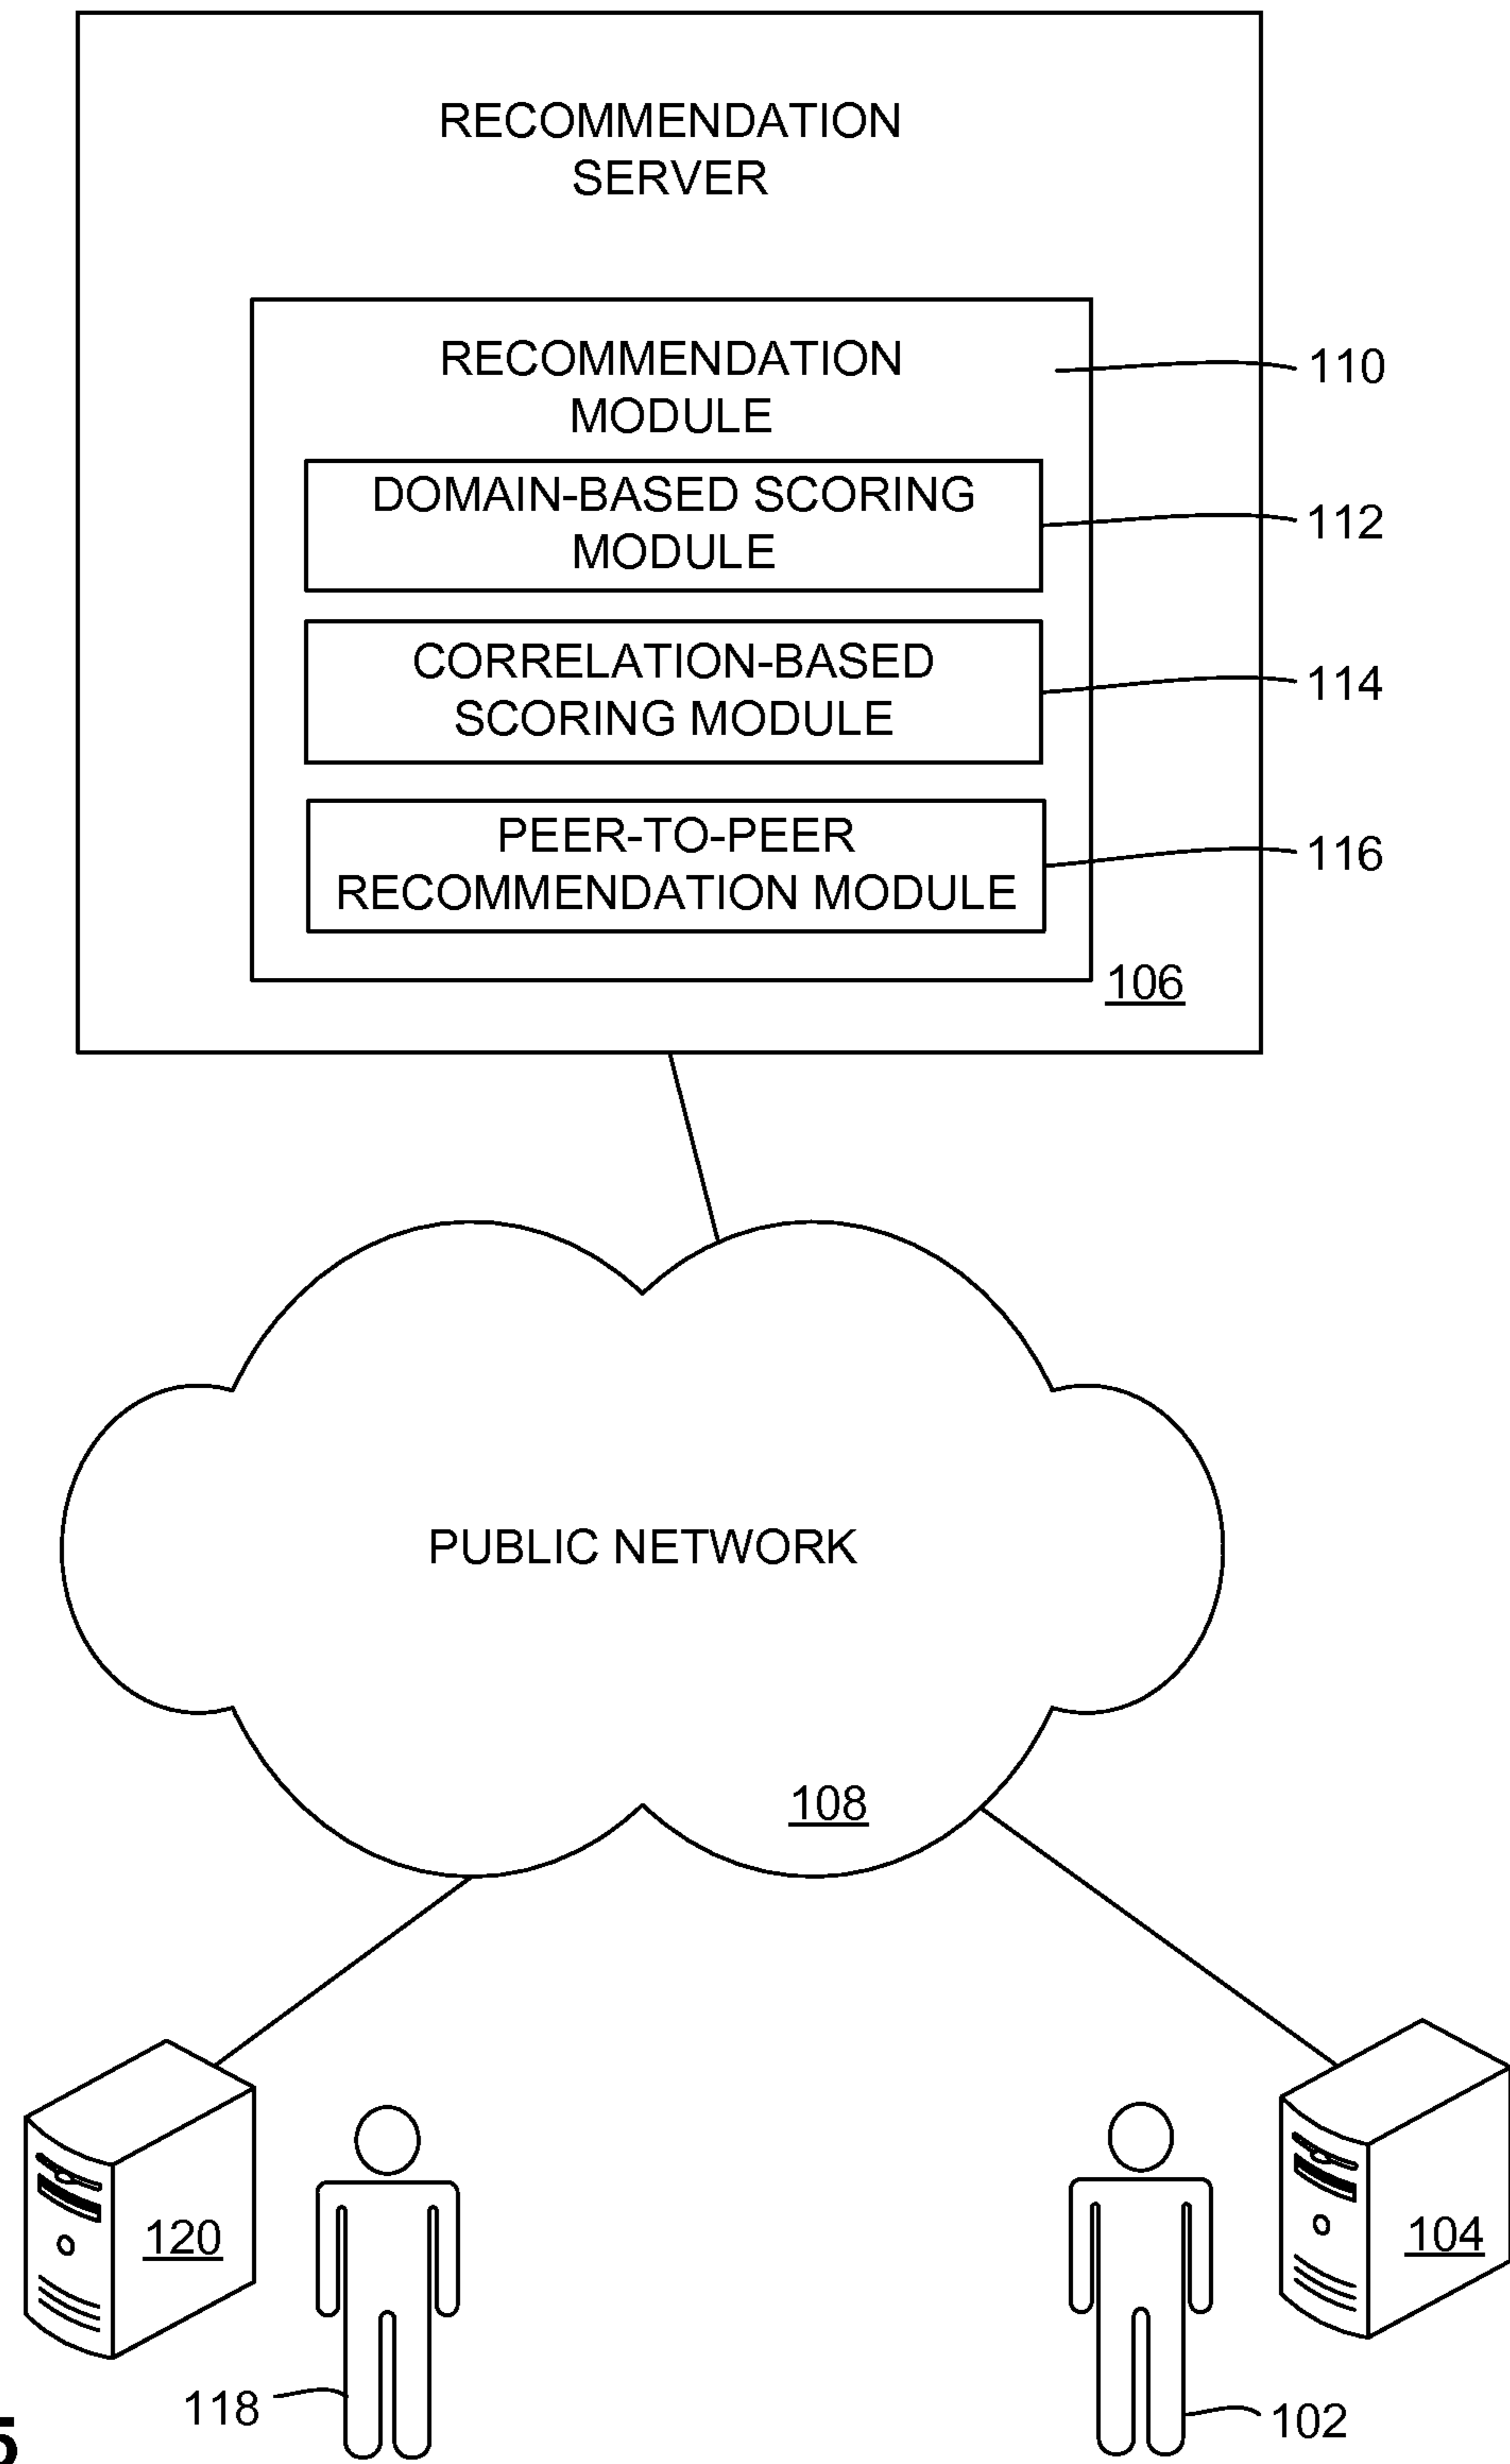 RECOMMENDATION
SERVER
RECOMMENDATION
MODULE
110
DOMAIN-BASED SCORING
MODULE
112
CORRELATION-BASED
SCORING MODULE
114
PEER-TO-PEER
RECOMMENDATION MODULE
116
106
PUBLIC NETWORK
108
120
104
118
102